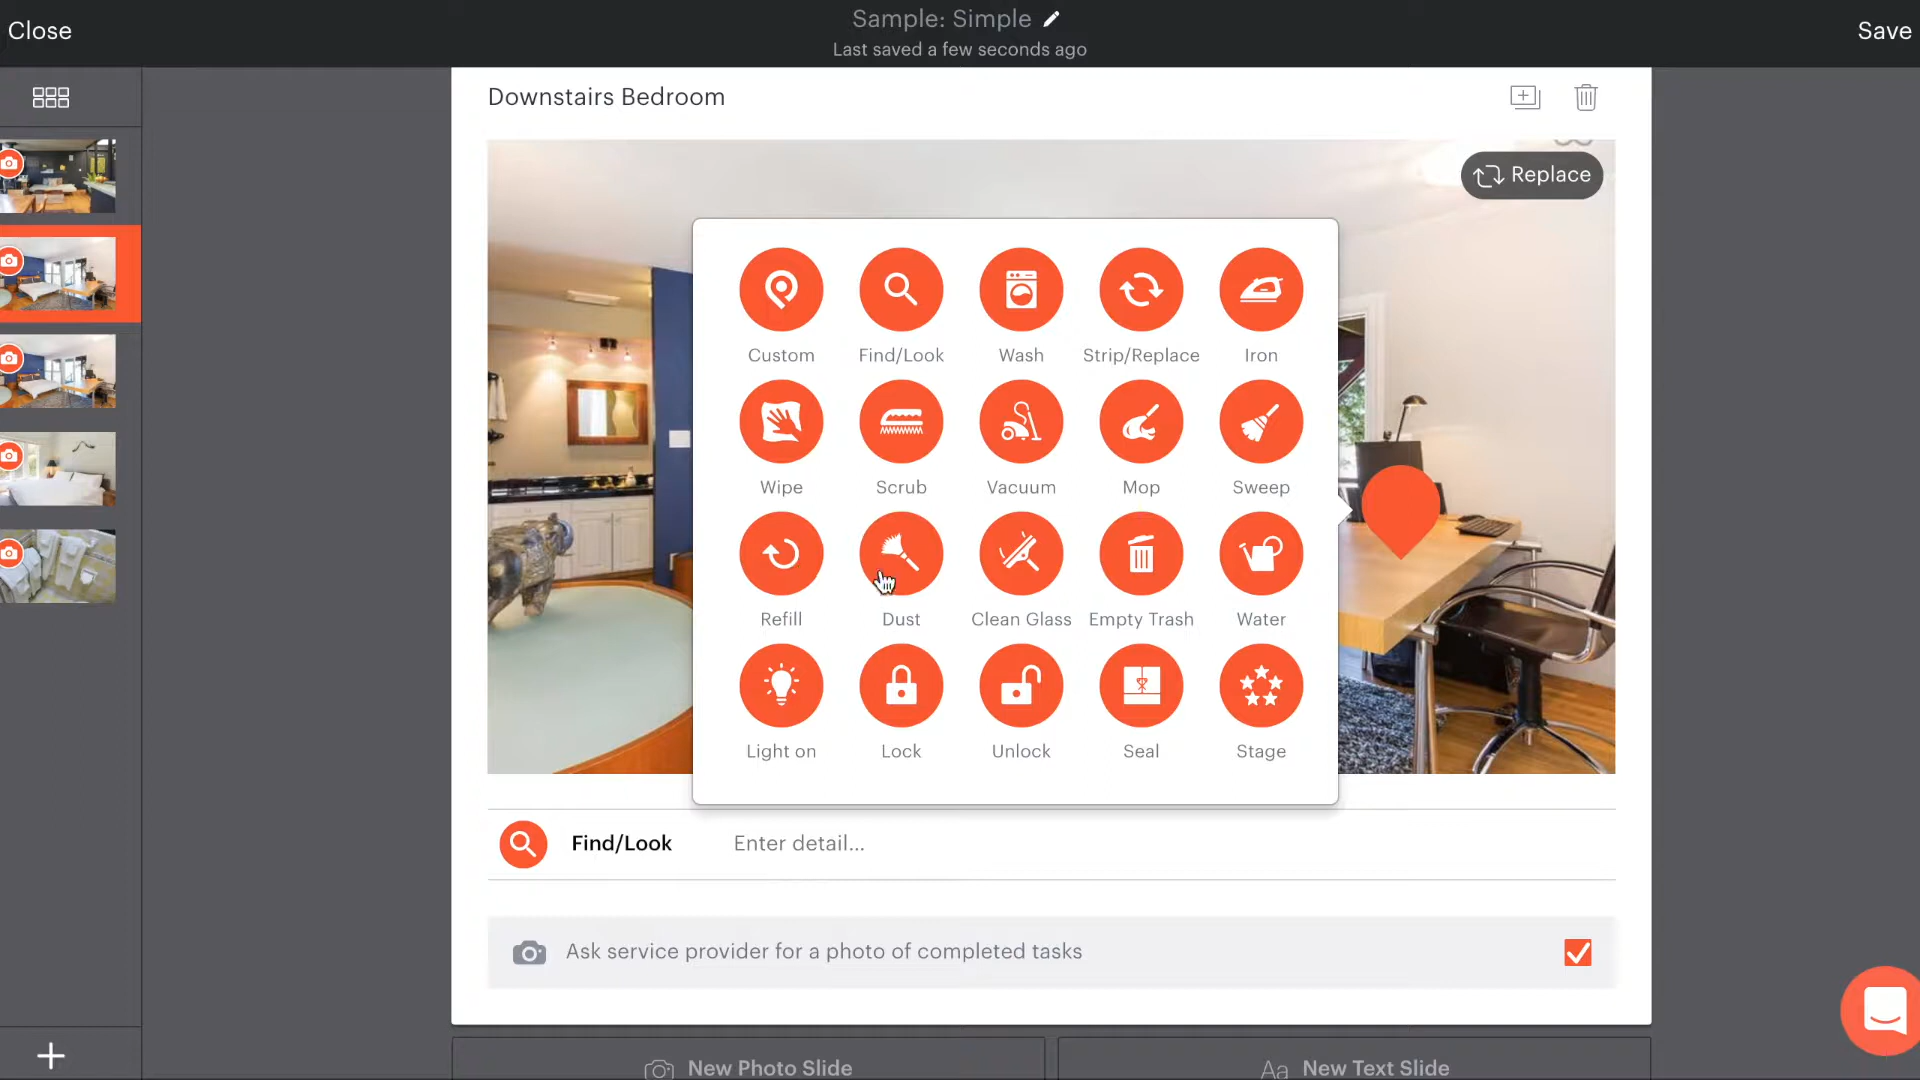 Close
Sample: Simple
Last saved a few seconds ago
Save
Downstairs Bedroom
Replace
Custom
Find/Look
Wash
Strip/Replace
Iron
Wipe
Scrub
Vacuum
Mop
Sweep
Refill
Dust
Clean Glass
Empty Trash
Water
Light on
Lock
Unlock
Seal
Stage
Find/Look
Enter detail...
Ask service provider for a photo of completed tasks
New Photo Slide
Aa New Text Slide